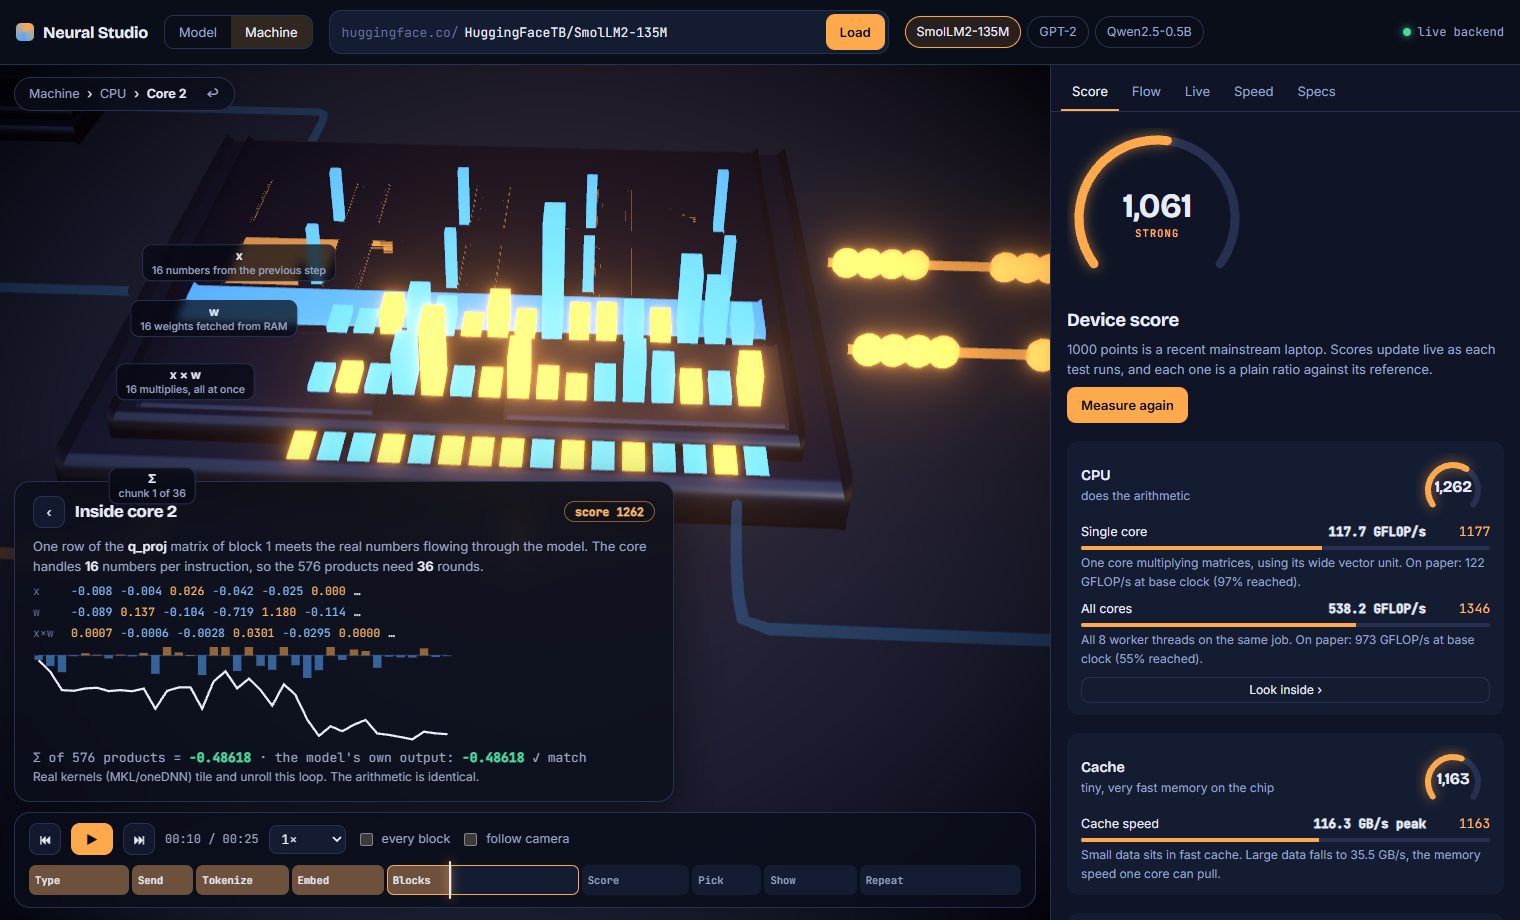 Neural Studio
Model
Machine
huggingface.co/ HuggingFaceTB/SmolLM2-135M
Load
SmolLM2-135M
GPT-2
Qwen2.5-0.5B
live backend
Machine › CPU › Core 2 ↩
x
16 numbers from the previous step
w
16 weights fetched from RAM
x × w
16 multiplies, all at once
Σ
chunk 1 of 36
‹ Inside core 2
score 1262
One row of the q_proj matrix of block 1 meets the real numbers flowing through the model. The core
handles 16 numbers per instruction, so the 576 products need 36 rounds.
x -0.008 -0.004 0.026 -0.042 -0.025 0.000 …
w -0.089 0.137 -0.104 -0.719 1.180 -0.114 …
x×w 0.0007 -0.0006 -0.0028 0.0301 -0.0295 0.0000 …
Σ of 576 products = -0.48618 · the model's own output: -0.48618 ✓ match
Real kernels (MKL/oneDNN) tile and unroll this loop. The arithmetic is identical.
00:10 / 00:25
1×
every block
follow camera
Type
Send
Tokenize
Embed
Blocks
Score
Pick
Show
Repeat
Score
Flow
Live
Speed
Specs
1,061
STRONG
Device score
1000 points is a recent mainstream laptop. Scores update live as each
test runs, and each one is a plain ratio against its reference.
Measure again
CPU
does the arithmetic
1,262
Single core 117.7 GFLOP/s 1177
One core multiplying matrices, using its wide vector unit. On paper: 122
GFLOP/s at base clock (97% reached).
All cores 538.2 GFLOP/s 1346
All 8 worker threads on the same job. On paper: 973 GFLOP/s at base
clock (55% reached).
Look inside ›
Cache
tiny, very fast memory on the chip
1,163
Cache speed 116.3 GB/s peak 1163
Small data sits in fast cache. Large data falls to 35.5 GB/s, the memory
speed one core can pull.